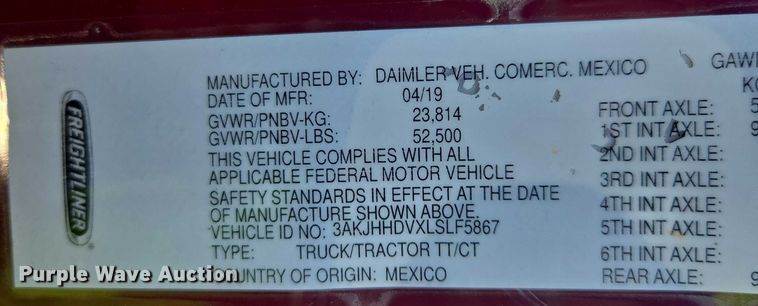 FREIGHTLINER
MANUFACTURED BY: DAIMLER VEH. COMERC. MEXICO
DATE OF MFR: 04/19
GVWR/PNBV-KG: 23,814
GVWR/PNBV-LBS: 52,500
THIS VEHICLE COMPLIES WITH ALL
APPLICABLE FEDERAL MOTOR VEHICLE
SAFETY STANDARDS IN EFFECT AT THE DATE
OF MANUFACTURE SHOWN ABOVE.
VEHICLE ID NO: 3AKJHHDVXLSLF5867
TYPE: TRUCK/TRACTOR TT/CT
COUNTRY OF ORIGIN: MEXICO
FRONT AXLE: 5
1ST INT AXLE: 9
2ND INT AXLE:
3RD INT AXLE:
4TH INT AXLE:
5TH INT AXLE:
6TH INT AXLE:
REAR AXLE: 9
Purple Wave Auction